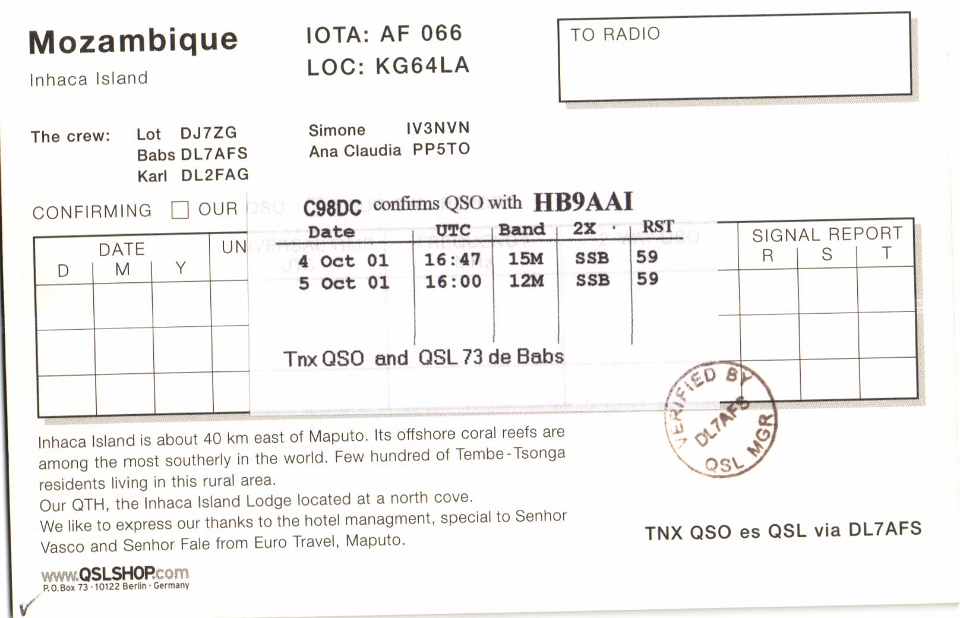 Mozambique
Inhaca Island
IOTA: AF 066
LOC: KG64LA
TO RADIO
The crew: Lot DJ7ZG
Babs DL7AFS
Karl DL2FAG
Simone IV3NVN
Ana Claudia PP5TO
CONFIRMING OUR
C98DC confirms QSO with HB9AAI
Date UTC Band 2X RST
4 Oct 01 16:47 15M SSB 59
5 Oct 01 16:00 12M SSB 59
Tnx QSO and QSL 73 de Babs
DATE UN
D M Y
SIGNAL REPORT
R S T
VERIFIED BY
DL7AFS
QSL MGR
Inhaca Island is about 40 km east of Maputo. Its offshore coral reefs are
among the most southerly in the world. Few hundred of Tembe-Tsonga
residents living in this rural area.
Our QTH, the Inhaca Island Lodge located at a north cove.
We like to express our thanks to the hotel managment, special to Senhor
Vasco and Senhor Fale from Euro Travel, Maputo.
TNX QSO es QSL via DL7AFS
www.QSLSHOP.com
P.O.Box 73 · 10122 Berlin · Germany